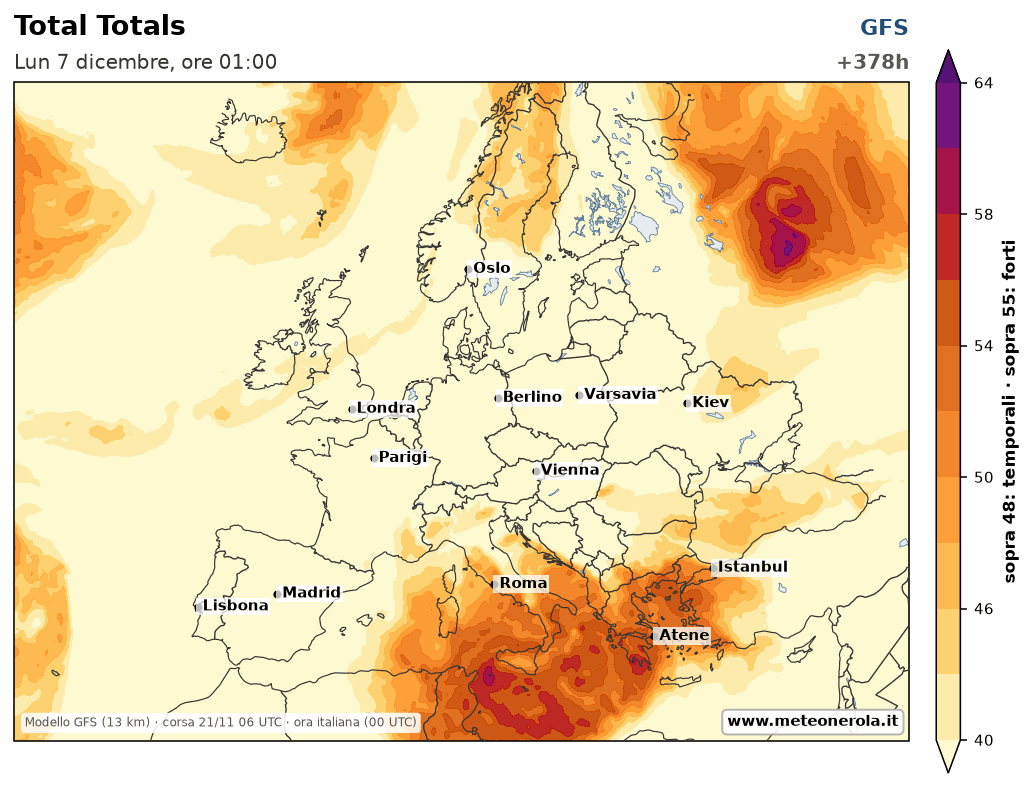 Total Totals
GFS
Lun 7 dicembre, ore 01:00
+378h
64
58
54
50
46
40
sopra 48: temporali · sopra 55: forti
Oslo
Londra
Berlino
Varsavia
Kiev
Parigi
Vienna
Istanbul
Roma
Madrid
Lisbona
Atene
Modello GFS (13 km) · corsa 21/11 06 UTC · ora italiana (00 UTC)
www.meteonerola.it